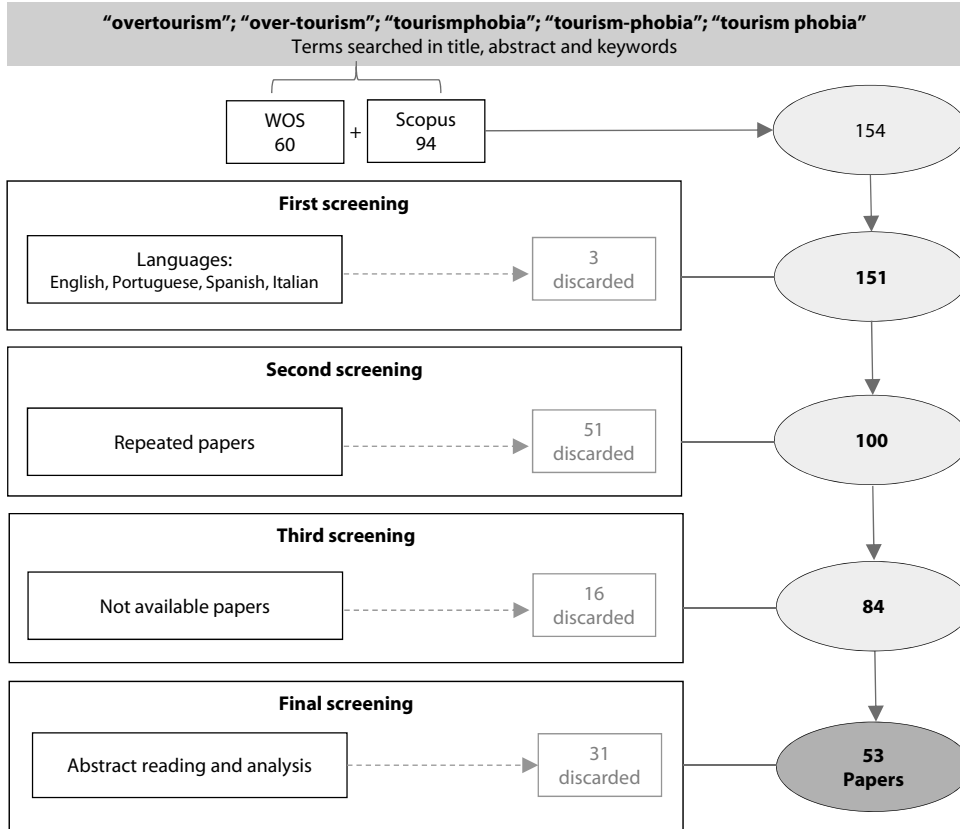 “overtourism”; “over-tourism”; “tourismphobia”; “tourism-phobia”; “tourism phobia”
Terms searched in title, abstract and keywords
WOS
60
+
Scopus
94
154
First screening
Languages:
English, Portuguese, Spanish, Italian
3
discarded
151
Second screening
Repeated papers
51
discarded
100
Third screening
Not available papers
16
discarded
84
Final screening
Abstract reading and analysis
31
discarded
53
Papers